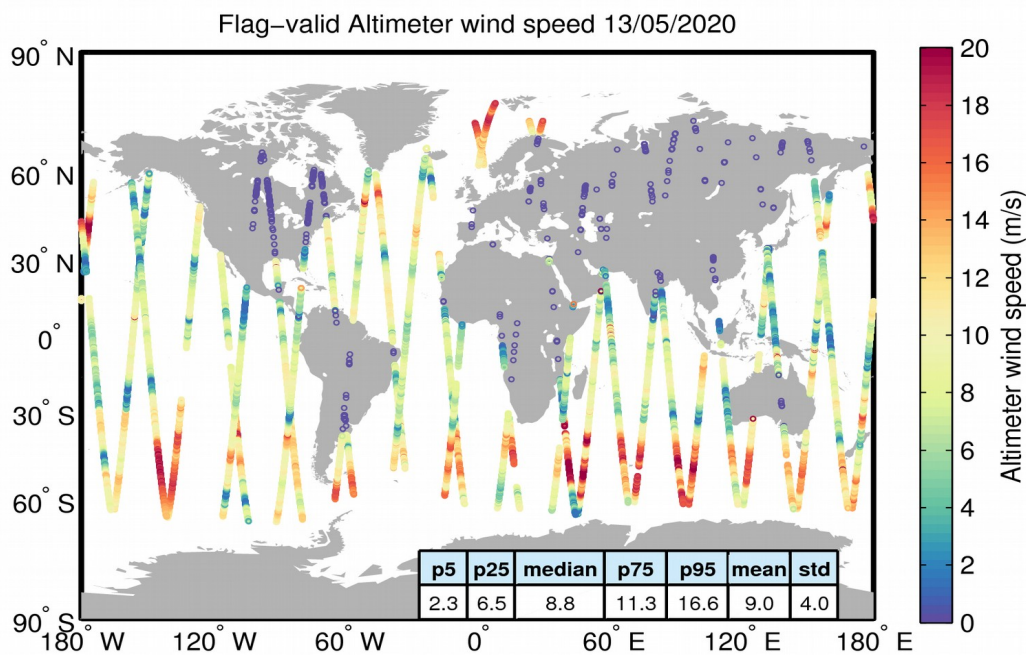 Flag−valid Altimeter wind speed 13/05/2020
90° N
60° N
30° N
0°
30° S
60° S
90° S
180° W
120° W
60° W
0°
60° E
120° E
180° E
p5 p25 median p75 p95 mean std
2.3 6.5 8.8 11.3 16.6 9.0 4.0
20
18
16
14
12
10
8
6
4
2
0
Altimeter wind speed (m/s)